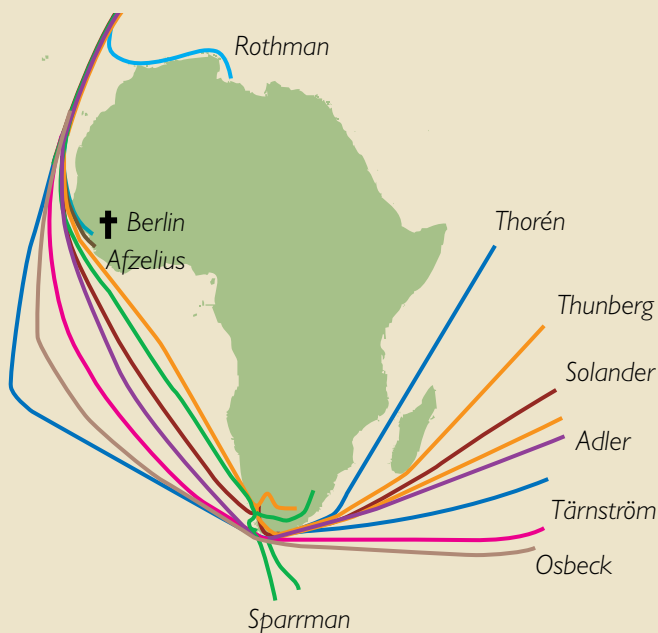 Rothman
✝ Berlin
Afzelius
Thorén
Thunberg
Solander
Adler
Tärnström
Osbeck
Sparrman